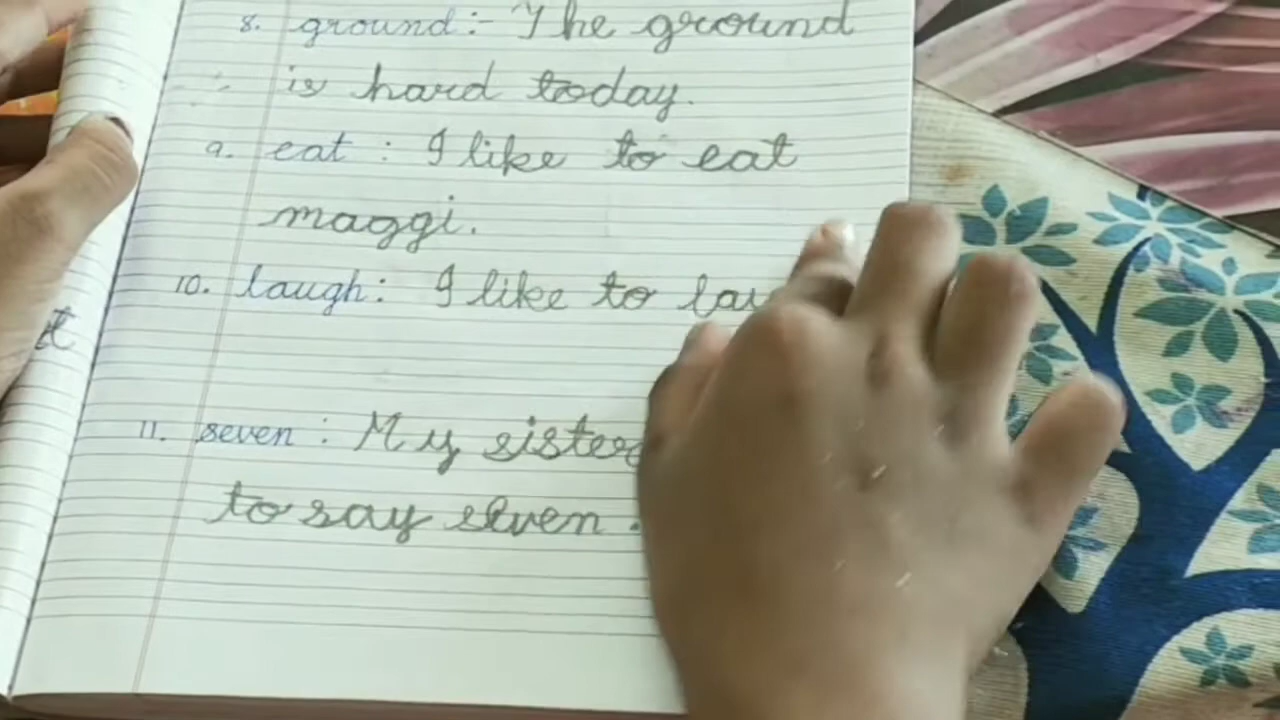 8. ground :- The ground
is hard today.
9. eat : I like to eat
maggi.
10. laugh : I like to
11. seven : My sister
to say seven .